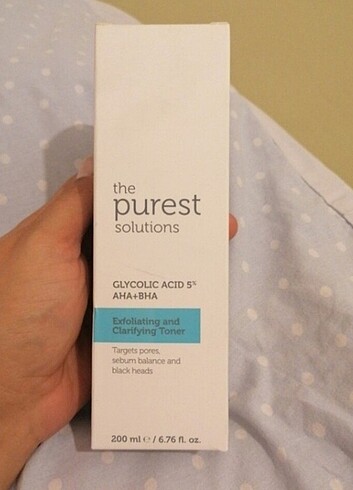 the
purest
solutions
GLYCOLIC ACID 5%
AHA+BHA
Exfoliating and
Clarifying Toner
Targets pores,
sebum balance and
black heads
200 ml ℮ / 6.76 fl. oz.